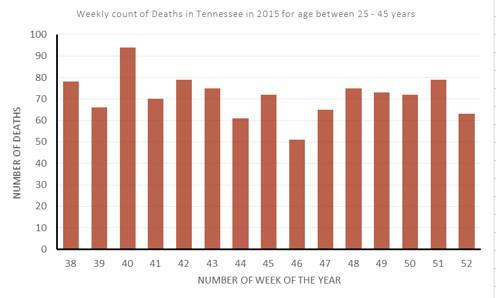 Weekly count of Deaths in Tennessee in 2015 for age between 25 - 45 years
NUMBER OF DEATHS
100
90
80
70
60
50
40
30
20
10
0
38 39 40 41 42 43 44 45 46 47 48 49 50 51 52
NUMBER OF WEEK OF THE YEAR